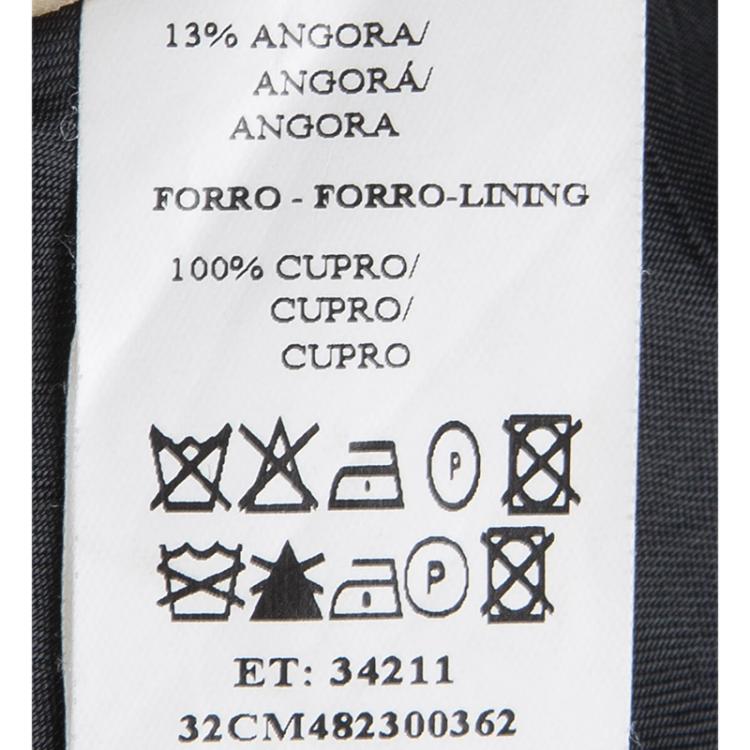 13% ANGORA/
ANGORÁ/
ANGORA
FORRO - FORRO-LINING
100% CUPRO/
CUPRO/
CUPRO
P
P
ET: 34211
32CM482300362